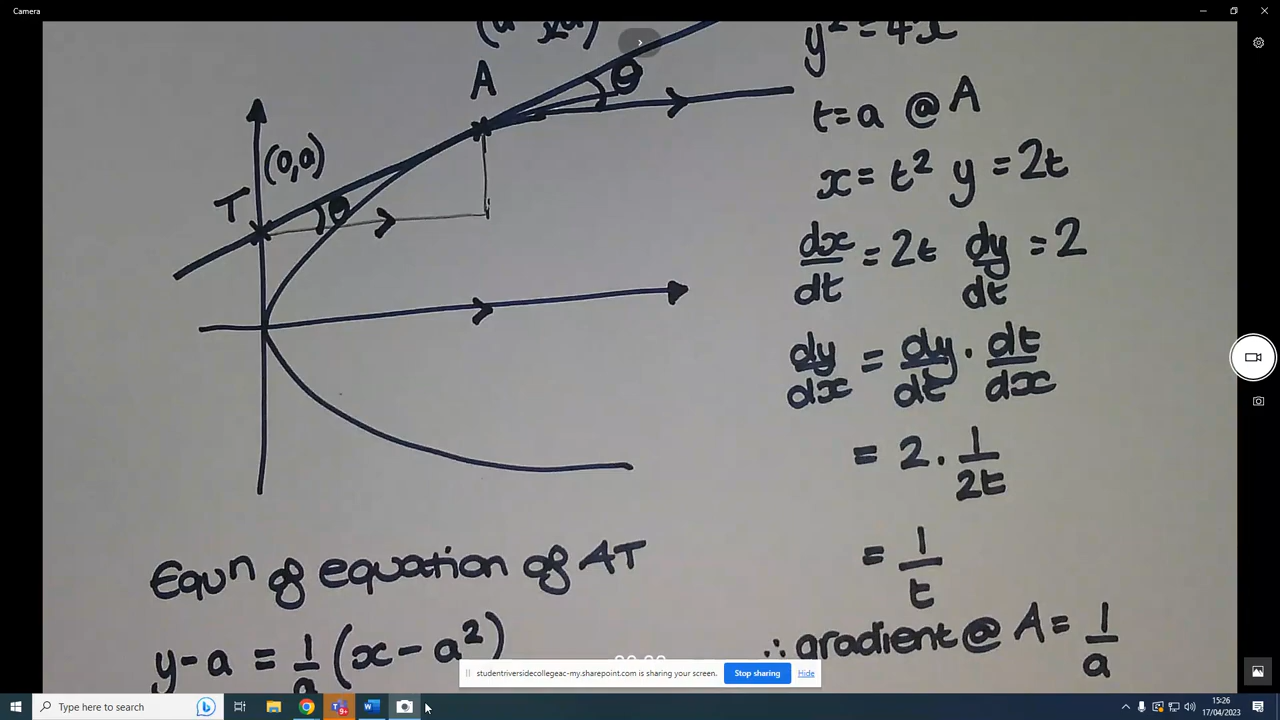 Camera
y² = 4x
A
θ
t = a @ A
(0,a)
x = t² y = 2t
T
θ
dx/dt = 2t dy/dt = 2
dy/dx = dy/dt · dt/dx
= 2 · 1/2t
= 1/t
∴ gradient @ A = 1/a
Equⁿ of equation of AT
y-a = 1/a (x - a²)
studentriversidecollegeac-my.sharepoint.com is sharing your screen.
Stop sharing
Hide
Type here to search
15:26
17/04/2023